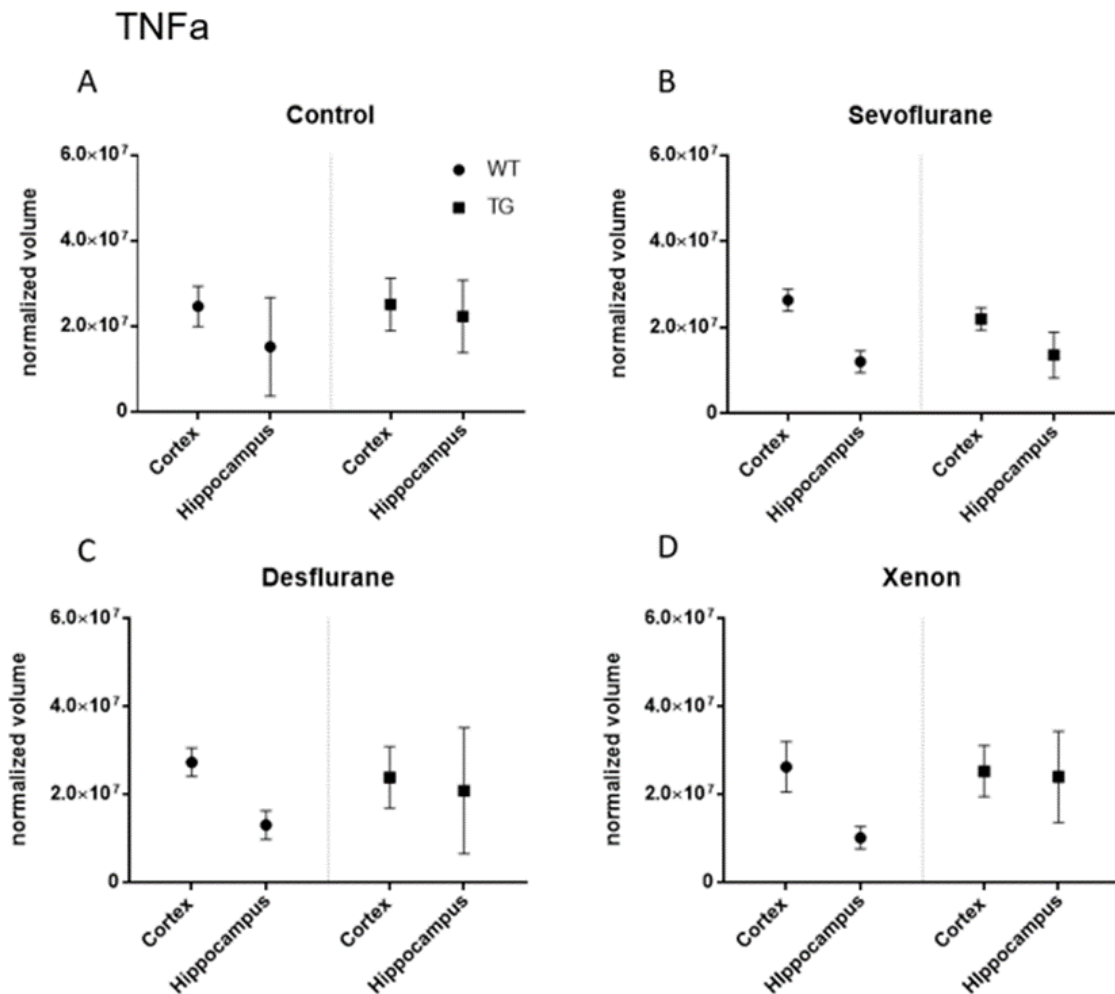 TNFa
A
Control
normalized volume
6.0×10⁷
4.0×10⁷
2.0×10⁷
0
WT
TG
Cortex
Hippocampus
Cortex
Hippocampus
B
Sevoflurane
normalized volume
6.0×10⁷
4.0×10⁷
2.0×10⁷
0
Cortex
Hippocampus
Cortex
Hippocampus
C
Desflurane
normalized volume
6.0×10⁷
4.0×10⁷
2.0×10⁷
0
Cortex
Hippocampus
Cortex
Hippocampus
D
Xenon
normalized volume
6.0×10⁷
4.0×10⁷
2.0×10⁷
0
Cortex
HIppocampus
Cortex
HIppocampus